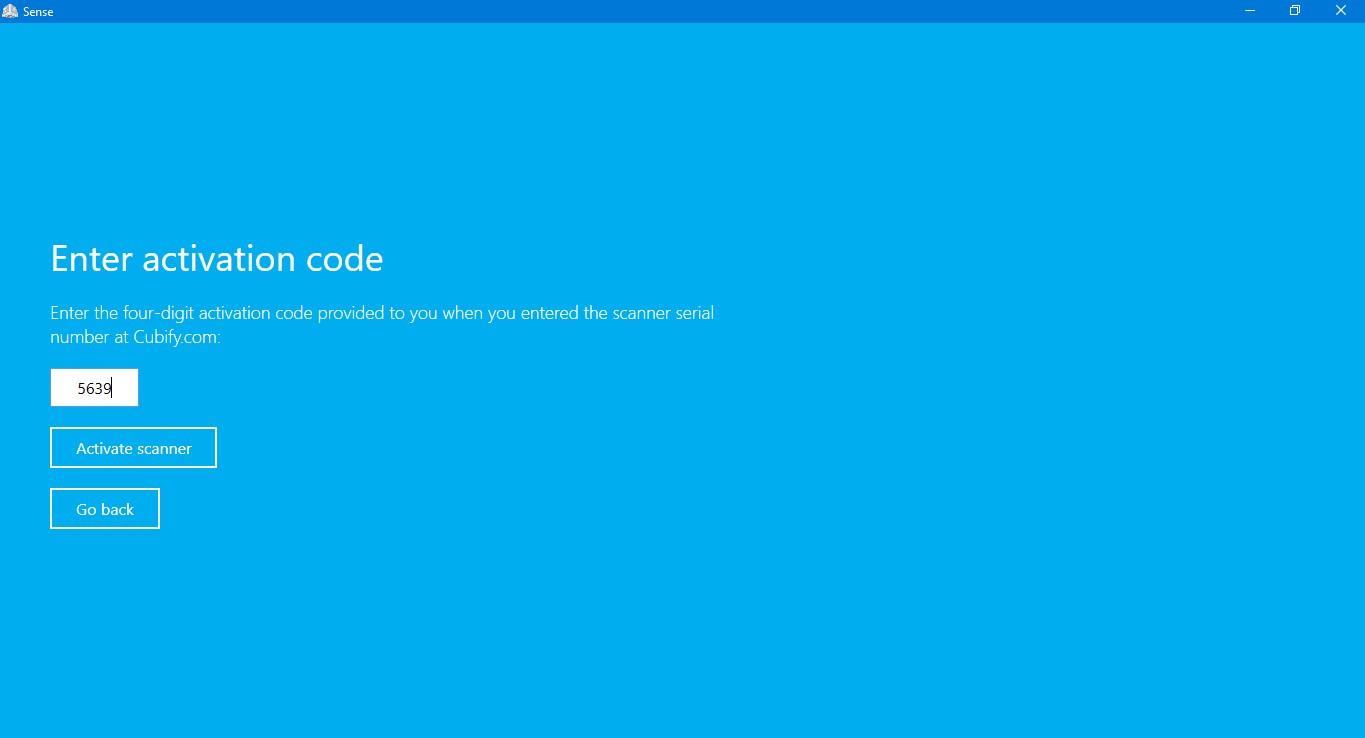 Sense
Enter activation code
Enter the four-digit activation code provided to you when you entered the scanner serial
number at Cubify.com:
5639
Activate scanner
Go back